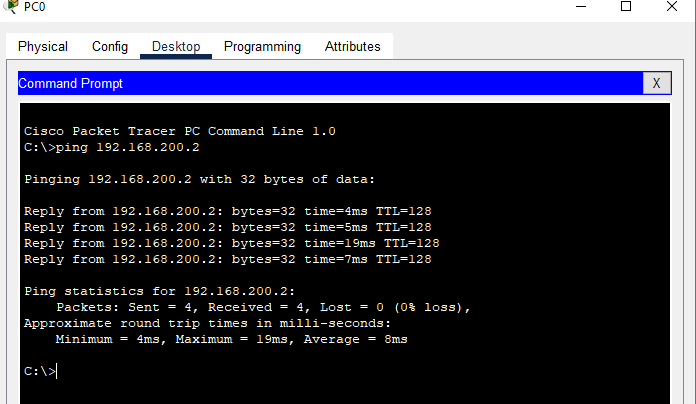 PC0
Physical Config Desktop Programming Attributes
Command Prompt
X
Cisco Packet Tracer PC Command Line 1.0
C:\>ping 192.168.200.2
Pinging 192.168.200.2 with 32 bytes of data:
Reply from 192.168.200.2: bytes=32 time=4ms TTL=128
Reply from 192.168.200.2: bytes=32 time=5ms TTL=128
Reply from 192.168.200.2: bytes=32 time=19ms TTL=128
Reply from 192.168.200.2: bytes=32 time=7ms TTL=128
Ping statistics for 192.168.200.2:
    Packets: Sent = 4, Received = 4, Lost = 0 (0% loss),
Approximate round trip times in milli-seconds:
    Minimum = 4ms, Maximum = 19ms, Average = 8ms
C:\>